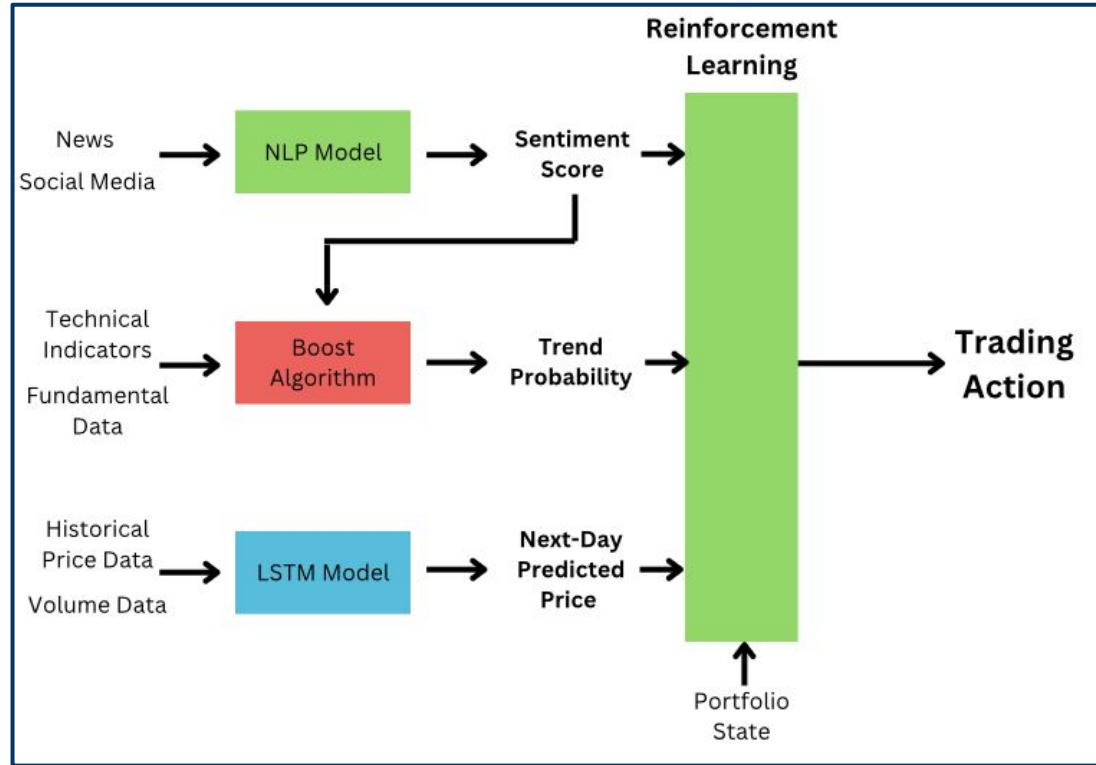 Reinforcement
Learning
News
Social Media
NLP Model
Sentiment
Score
Technical
Indicators
Fundamental
Data
Boost
Algorithm
Trend
Probability
Trading
Action
Historical
Price Data
Volume Data
LSTM Model
Next-Day
Predicted
Price
Portfolio
State